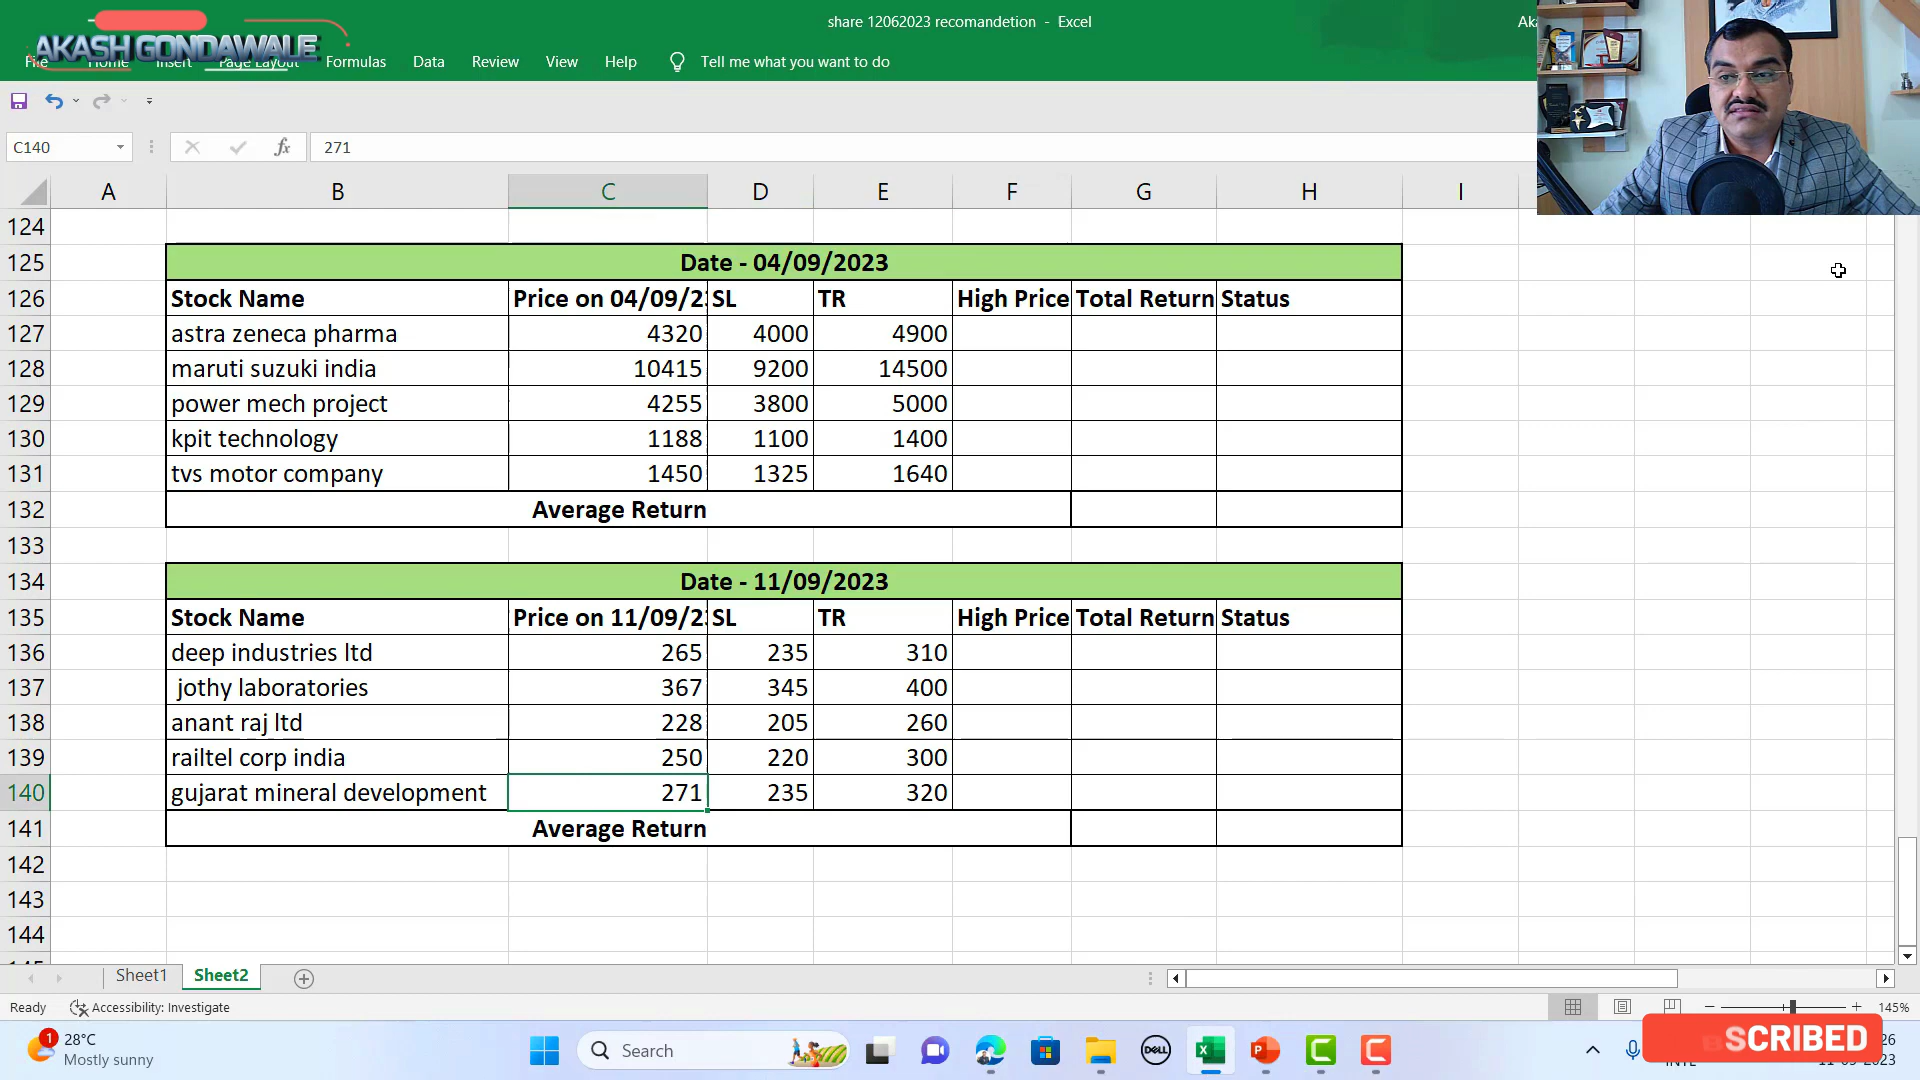 share 12062023 recomandetion - Excel
AKASH GONDAWALE
File Home Insert Page Layout Formulas Data Review View Help Tell me what you want to do
C140 fx 271
A B C D E F G H I
124
125 Date - 04/09/2023
126 Stock Name Price on 04/09/2 SL TR High Price Total Return Status
127 astra zeneca pharma 4320 4000 4900
128 maruti suzuki india 10415 9200 14500
129 power mech project 4255 3800 5000
130 kpit technology 1188 1100 1400
131 tvs motor company 1450 1325 1640
132 Average Return
133
134 Date - 11/09/2023
135 Stock Name Price on 11/09/2 SL TR High Price Total Return Status
136 deep industries ltd 265 235 310
137 jothy laboratories 367 345 400
138 anant raj ltd 228 205 260
139 railtel corp india 250 220 300
140 gujarat mineral development 271 235 320
141 Average Return
142
143
144
Sheet1 Sheet2
Ready Accessibility: Investigate 145%
1 28°C
Mostly sunny
Search
DELL
SCRIBED